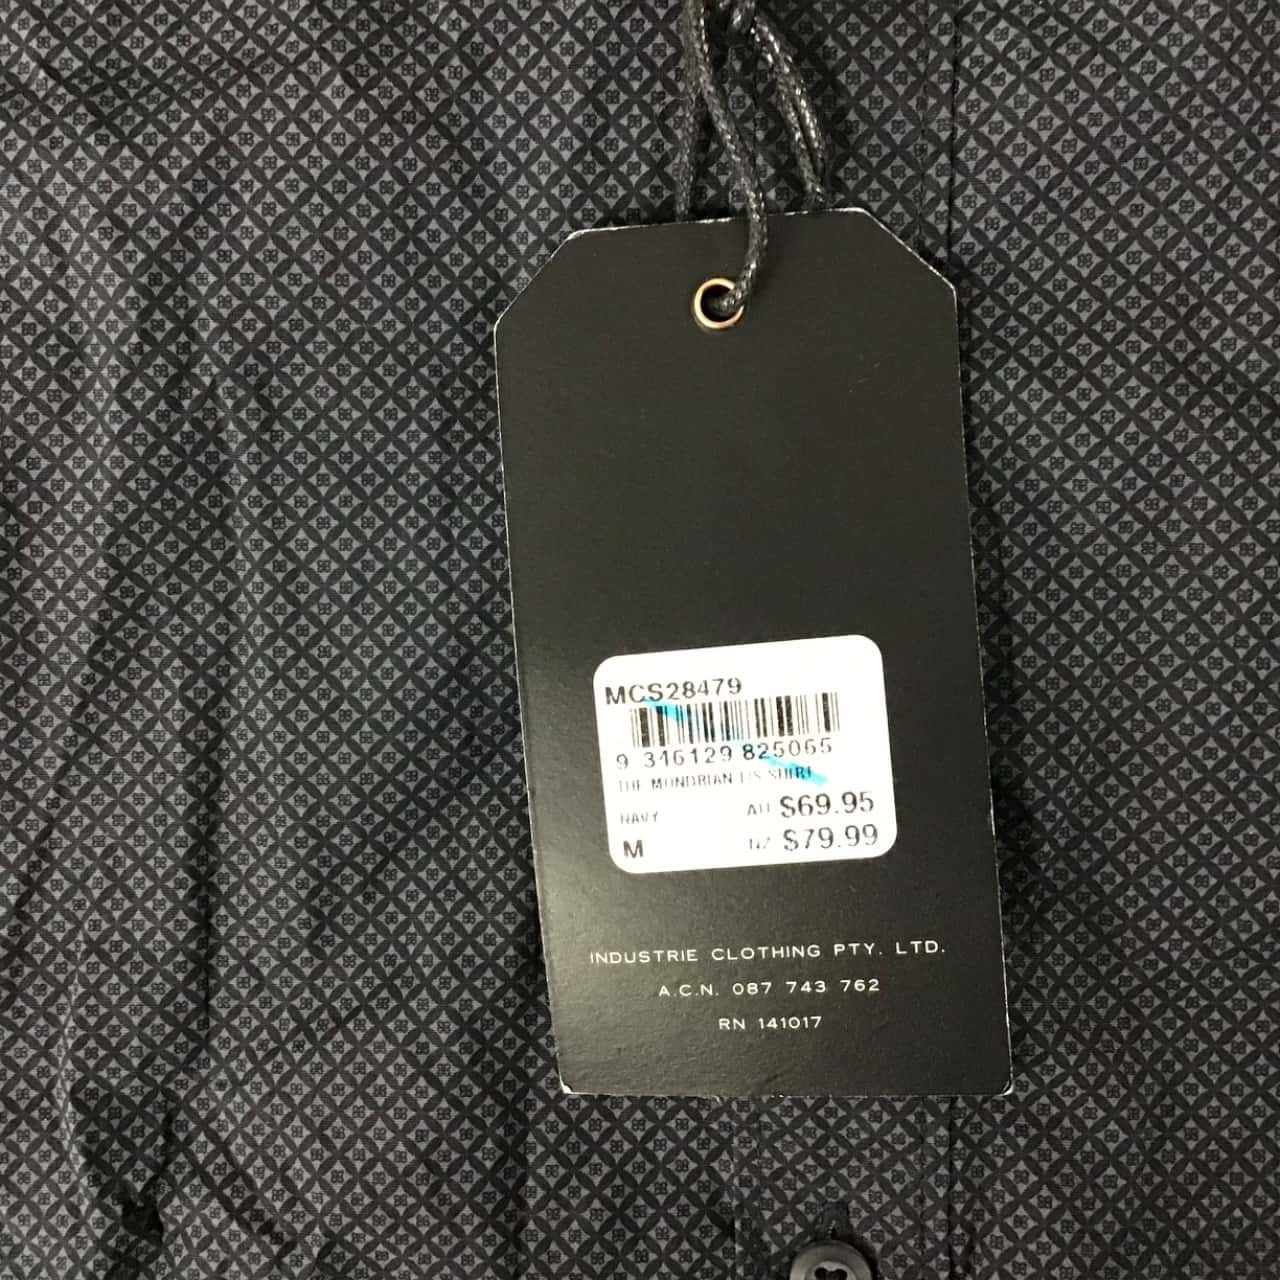 MCS28479
9 346129 825065
THE MONDRIAN L/S SHIRT
NAVY AU $69.95
M NZ $79.99
INDUSTRIE CLOTHING PTY. LTD.
A.C.N. 087 743 762
RN 141017